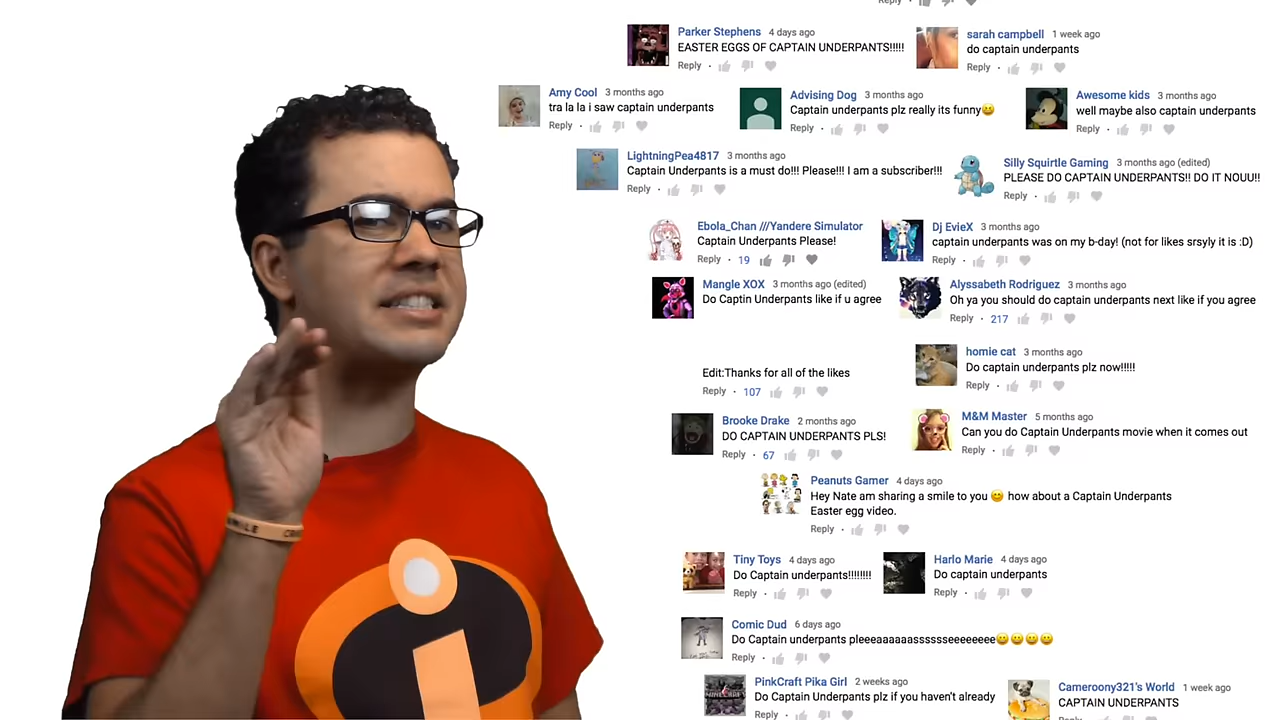 Reply
Parker Stephens 4 days ago
EASTER EGGS OF CAPTAIN UNDERPANTS!!!!!
Reply
sarah campbell 1 week ago
do captain underpants
Reply
Amy Cool 3 months ago
tra la la i saw captain underpants
Reply
Advising Dog 3 months ago
Captain underpants plz really its funny😀
Reply
Awesome kids 3 months ago
well maybe also captain underpants
Reply
LightningPea4817 3 months ago
Captain Underpants is a must do!!! Please!!! I am a subscriber!!!
Reply
Silly Squirtle Gaming 3 months ago (edited)
PLEASE DO CAPTAIN UNDERPANTS!! DO IT NOUU!!
Reply
Ebola_Chan ///Yandere Simulator
Captain Underpants Please!
Reply 19
Dj EvieX 3 months ago
captain underpants was on my b-day! (not for likes srsyly it is :D)
Reply
Mangle XOX 3 months ago (edited)
Do Captin Underpants like if u agree
Edit:Thanks for all of the likes
Reply 107
Alyssabeth Rodriguez 3 months ago
Oh ya you should do captain underpants next like if you agree
Reply 217
homie cat 3 months ago
Do captain underpants plz now!!!!!
Reply
Brooke Drake 2 months ago
DO CAPTAIN UNDERPANTS PLS!
Reply 67
M&M Master 5 months ago
Can you do Captain Underpants movie when it comes out
Reply
Peanuts Gamer 4 days ago
Hey Nate am sharing a smile to you 😀 how about a Captain Underpants
Easter egg video.
Reply
Tiny Toys 4 days ago
Do Captain underpants!!!!!!!!
Reply
Harlo Marie 4 days ago
Do captain underpants
Reply
Comic Dud 6 days ago
Do Captain underpants pleeeaaaaaasssssseeeeeeee😀😀😀😀
Reply
PinkCraft Pika Girl 2 weeks ago
Do Captain Underpants plz if you haven't already
Reply
Cameroony321's World 1 week ago
CAPTAIN UNDERPANTS
Reply